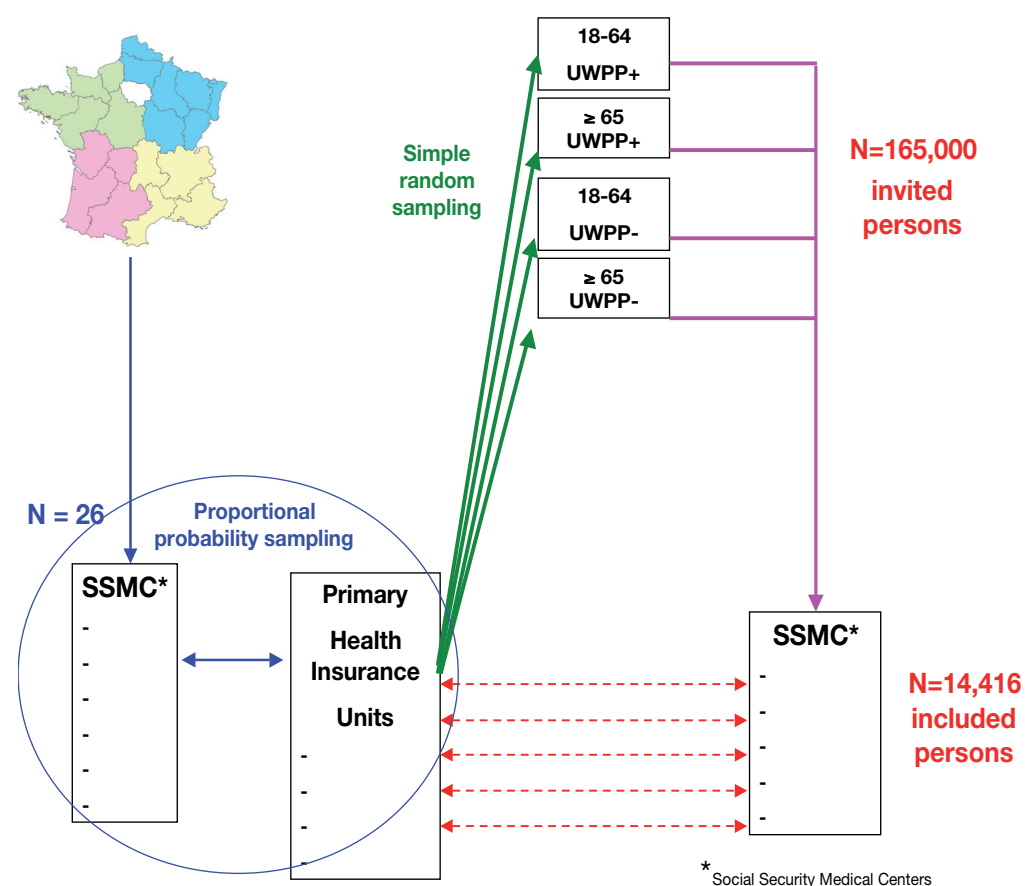 18-64
UWPP+
≥ 65
UWPP+
18-64
UWPP-
≥ 65
UWPP-
Simple
random
sampling
N=165,000
invited
persons
N = 26
Proportional
probability sampling
SSMC*
-
-
-
-
-
-
Primary
Health
Insurance
Units
-
-
-
-
SSMC*
-
-
-
-
-
N=14,416
included
persons
*Social Security Medical Centers